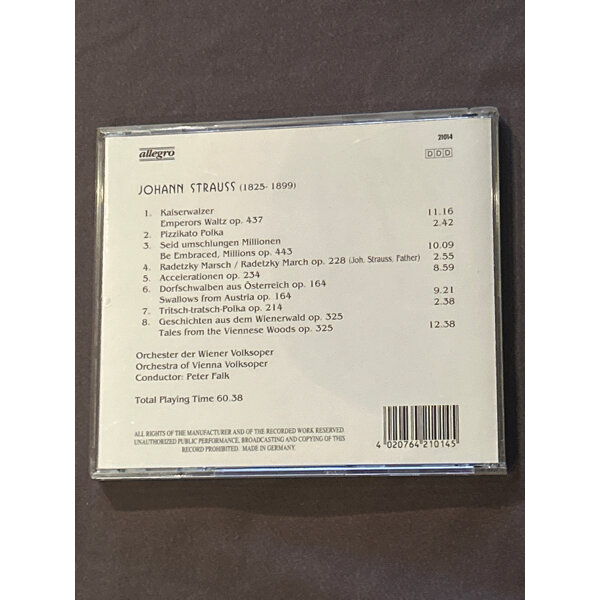 21014
allegro
DDD
JOHANN STRAUSS (1825-1899)
1. Kaiserwalzer
Emperors Waltz op. 437 11.16
2. Pizzikato Polka 2.42
3. Seid umschlungen Millionen
Be Embraced, Millions op. 443 10.09
4. Radetzky Marsch / Radetzky March op. 228 (Joh. Strauss, Father) 2.55
5. Accelerationen op. 234 8.59
6. Dorfschwalben aus Österreich op. 164
Swallows from Austria op. 164 9.21
7. Tritsch-tratsch-Polka op. 214 2.38
8. Geschichten aus dem Wienerwald op. 325
Tales from the Viennese Woods op. 325 12.38
Orchester der Wiener Volksoper
Orchestra of Vienna Volksoper
Conductor: Peter Falk
Total Playing Time 60.38
ALL RIGHTS OF THE MANUFACTURER AND OF THE RECORDED WORK RESERVED.
UNAUTHORIZED PUBLIC PERFORMANCE, BROADCASTING AND COPYING OF THIS
RECORD PROHIBITED. MADE IN GERMANY.
4 020764 210145